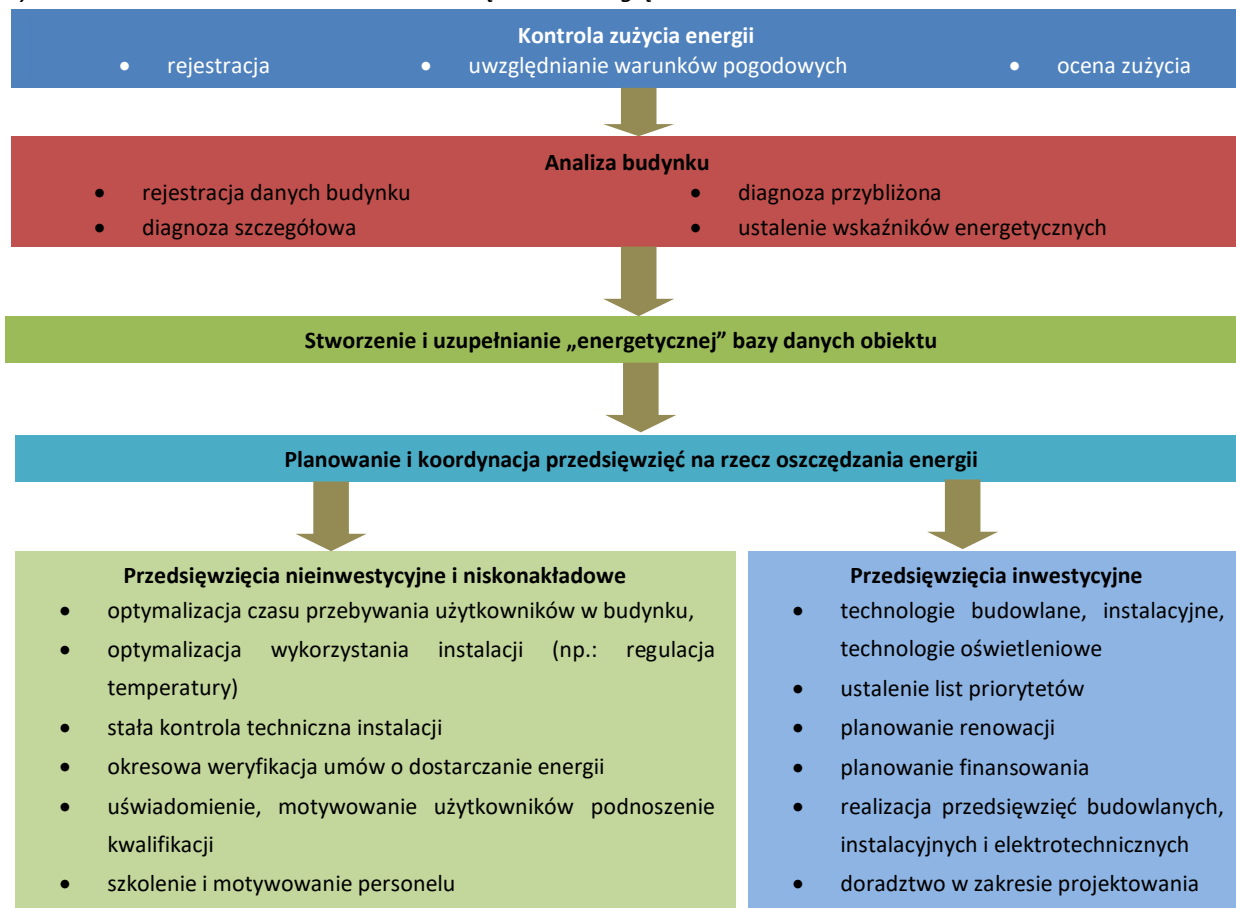 Kontrola zużycia energii
• rejestracja • uwzględnianie warunków pogodowych • ocena zużycia
Analiza budynku
• rejestracja danych budynku • diagnoza przybliżona
• diagnoza szczegółowa • ustalenie wskaźników energetycznych
Stworzenie i uzupełnianie „energetycznej” bazy danych obiektu
Planowanie i koordynacja przedsięwzięć na rzecz oszczędzania energii
Przedsięwzięcia nieinwestycyjne i niskonakładowe
• optymalizacja czasu przebywania użytkowników w budynku,
• optymalizacja wykorzystania instalacji (np.: regulacja
temperatury)
• stała kontrola techniczna instalacji
• okresowa weryfikacja umów o dostarczanie energii
• uświadomienie, motywowanie użytkowników podnoszenie
kwalifikacji
• szkolenie i motywowanie personelu
Przedsięwzięcia inwestycyjne
• technologie budowlane, instalacyjne,
technologie oświetleniowe
• ustalenie list priorytetów
• planowanie renowacji
• planowanie finansowania
• realizacja przedsięwzięć budowlanych,
instalacyjnych i elektrotechnicznych
• doradztwo w zakresie projektowania